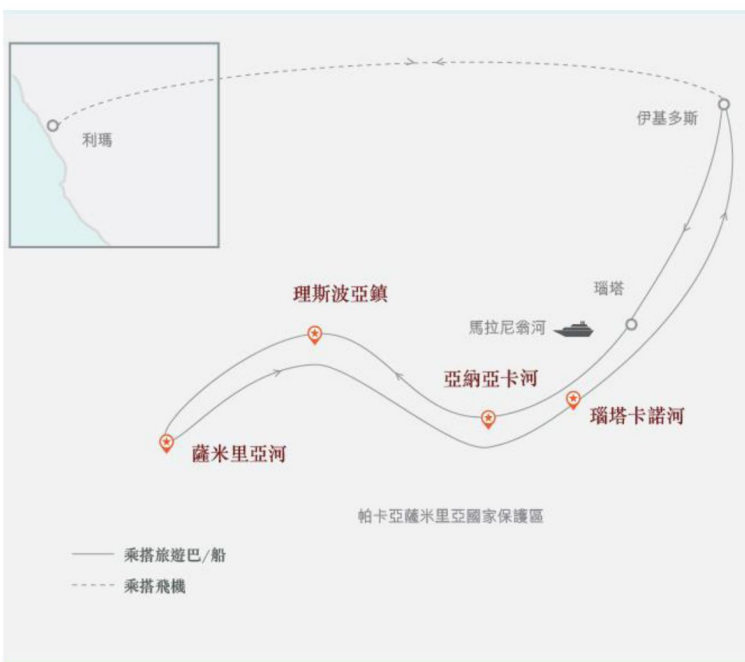 伊基多斯
利瑪
瑙塔
理斯波亞鎮
馬拉尼翁河
亞納亞卡河
瑙塔卡諾河
薩米里亞河
帕卡亞薩米里亞國家保護區
乘搭旅遊巴/船
乘搭飛機